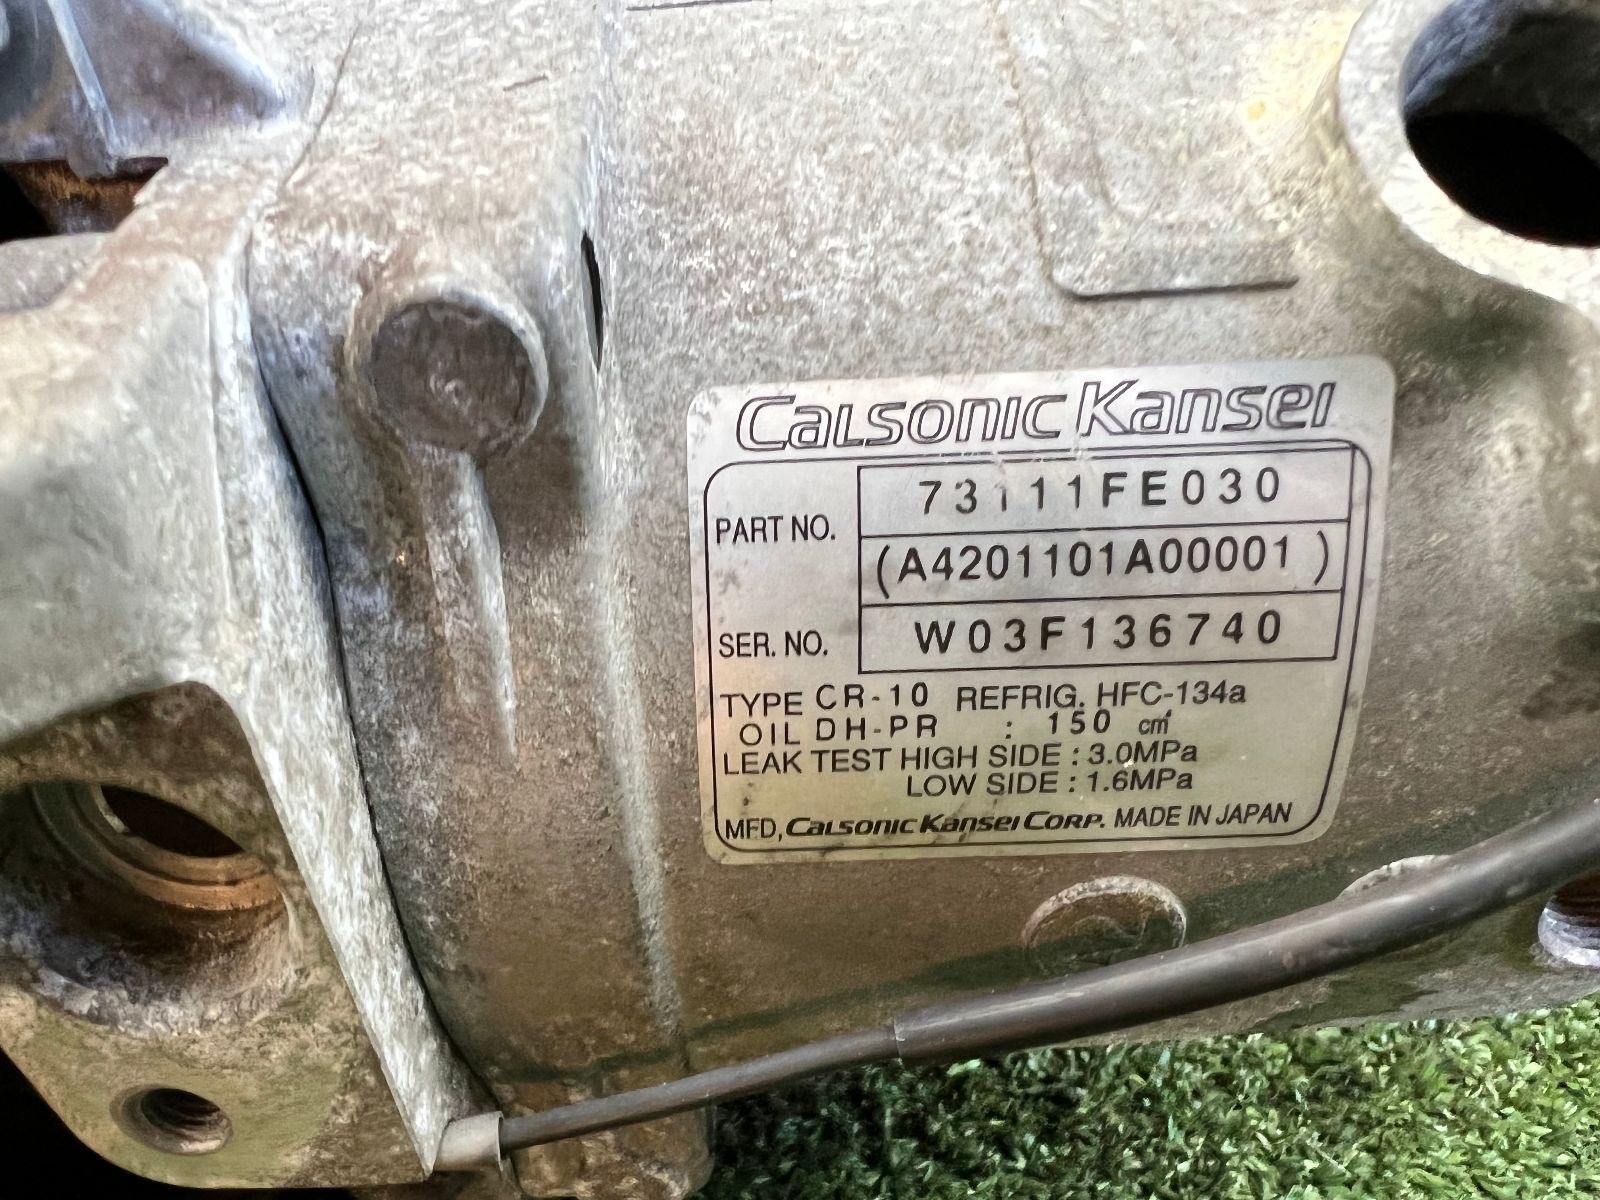 Calsonic Kansei
PART NO. 73111FE030
(A4201101A00001)
SER. NO. W03F136740
TYPE CR-10 REFRIG. HFC-134a
OIL DH-PR : 150 cm³
LEAK TEST HIGH SIDE : 3.0MPa
LOW SIDE : 1.6MPa
MFD, Calsonic Kansei Corp. MADE IN JAPAN